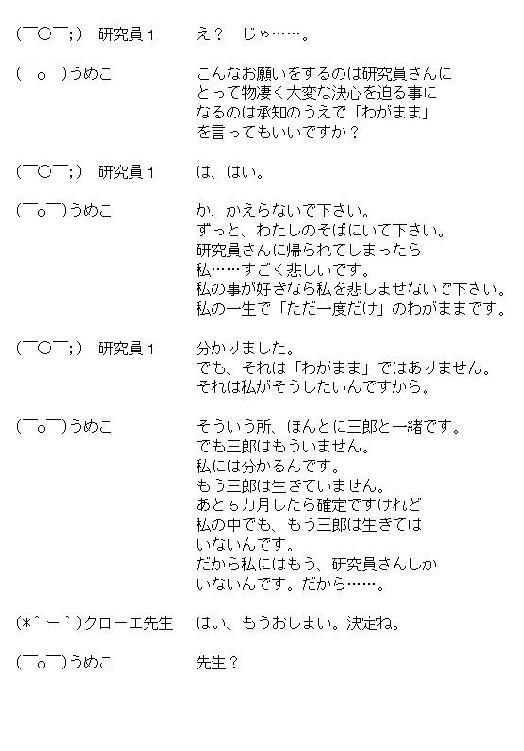 (￣○￣;)　研究員１　え？　じゃ……。
(　ｏ　)うめこ　こんなお願いをするのは研究員さんに
とって物凄く大変な決心を迫る事に
なるのは承知のうえで「わがまま」
を言ってもいいですか？
(￣○￣;)　研究員１　は、はい。
(￣ｏ￣)うめこ　か、かえらないで下さい。
ずっと、わたしのそばにいて下さい。
研究員さんに帰られてしまったら
私……すごく悲しいです。
私の事が好きなら私を悲しませないで下さい。
私の一生で「ただ一度だけ」のわがままです。
(￣○￣;)　研究員１　分かりました。
でも、それは「わがまま」ではありません。
それは私がそうしたいんですから。
(￣ｏ￣)うめこ　そういう所、ほんとに三郎と一緒です。
でも三郎はもういません。
私には分かるんです。
もう三郎は生きていません。
あと６カ月したら確定ですけれど
私の中でも、もう三郎は生きては
いないんです。
だから私にはもう、研究員さんしか
いないんです。だから……。
(*＾ー｀)クローエ先生　はい、もうおしまい。決定ね。
(￣ｏ￣)うめこ　先生？